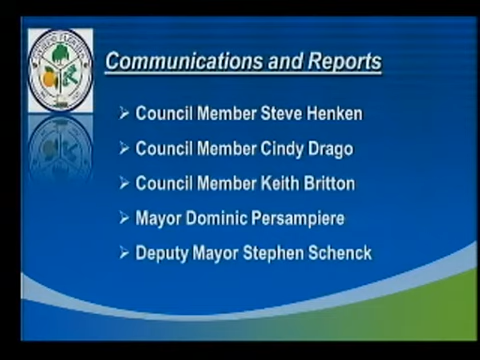 Communications and Reports
Council Member Steve Henken
Council Member Cindy Drago
Council Member Keith Britton
Mayor Dominic Persampiere
Deputy Mayor Stephen Schenck